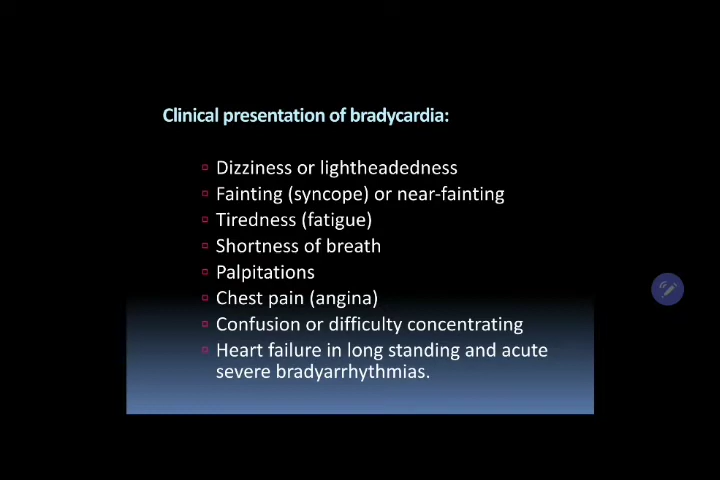 Clinical presentation of bradycardia:
Dizziness or lightheadedness
Fainting (syncope) or near-fainting
Tiredness (fatigue)
Shortness of breath
Palpitations
Chest pain (angina)
Confusion or difficulty concentrating
Heart failure in long standing and acute
severe bradyarrhythmias.